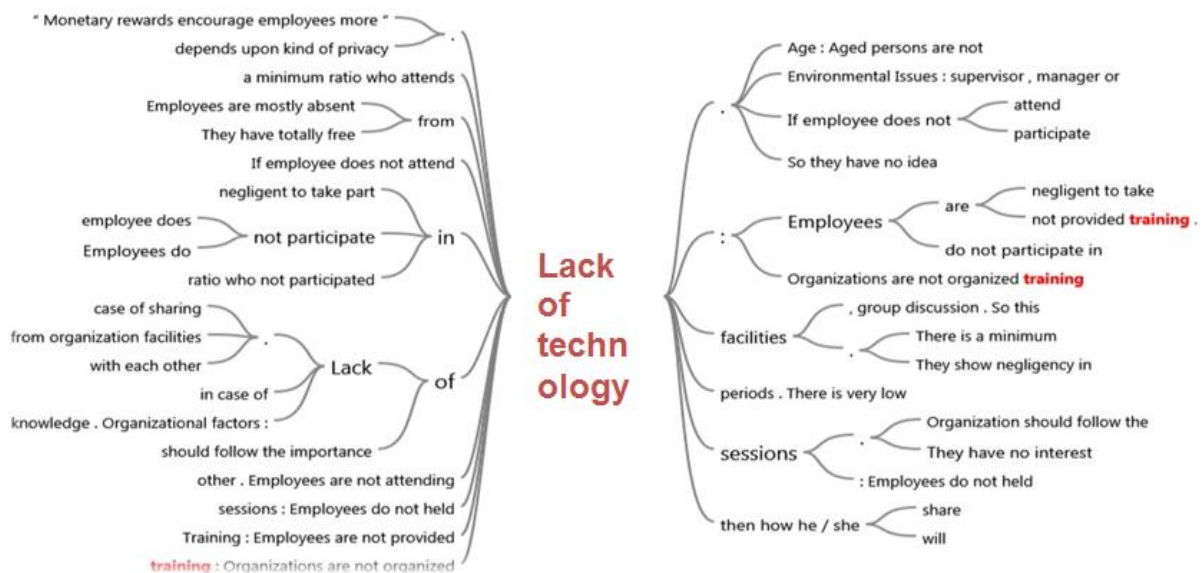 " Monetary rewards encourage employees more "
depends upon kind of privacy
.
a minimum ratio who attends
Employees are mostly absent
They have totally free
from
If employee does not attend
negligent to take part
employee does
Employees do
not participate
ratio who not participated
in
case of sharing
from organization facilities
with each other
.
in case of
knowledge . Organizational factors :
Lack
should follow the importance
of
other . Employees are not attending
sessions : Employees do not held
Training : Employees are not provided
training : Organizations are not organized
Lack
of
techn
ology
.
Age : Aged persons are not
Environmental Issues : supervisor , manager or
If employee does not
attend
participate
So they have no idea
:
Employees
are
negligent to take
not provided training .
do not participate in
Organizations are not organized training
facilities
, group discussion . So this
.
There is a minimum
They show negligency in
periods . There is very low
sessions
.
Organization should follow the
They have no interest
: Employees do not held
then how he / she
share
will